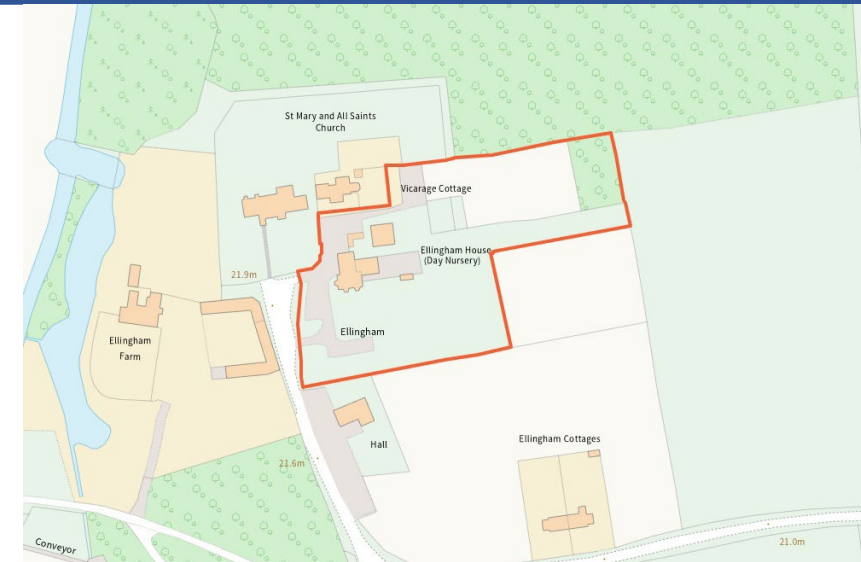 St Mary and All Saints
Church
Vicarage Cottage
Ellingham House
(Day Nursery)
21.9m
Ellingham
Ellingham
Farm
Hall
Ellingham Cottages
21.6m
21.0m
Conveyor